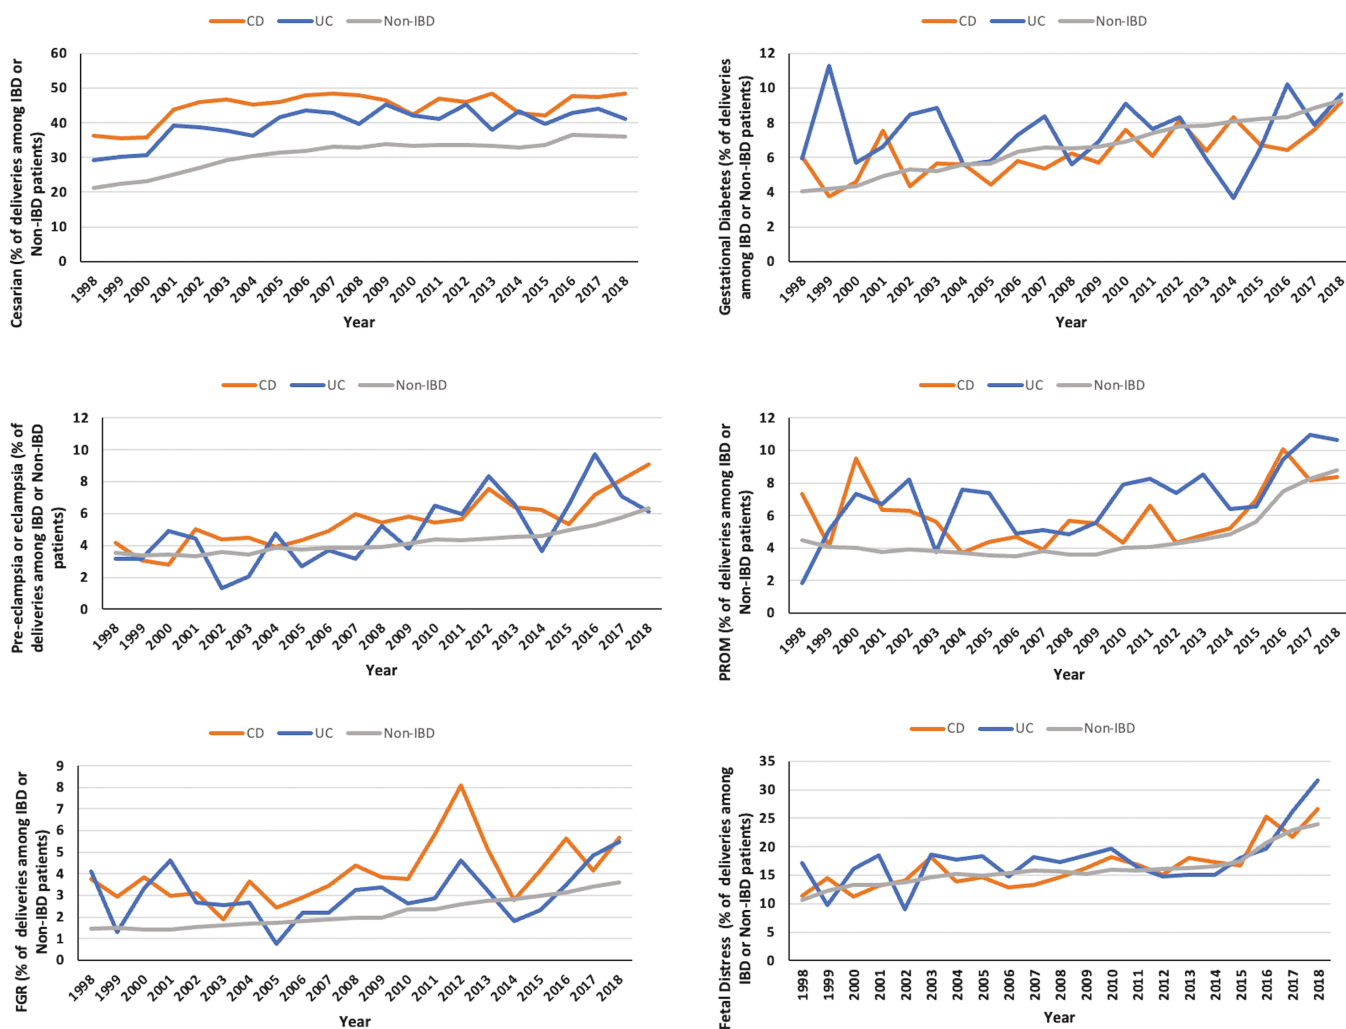 CD UC Non-IBD
Cesarian (% of deliveries among IBD or
Non-IBD patients)
60
50
40
30
20
10
0
1998 1999 2000 2001 2002 2003 2004 2005 2006 2007 2008 2009 2010 2011 2012 2013 2014 2015 2016 2017 2018
Year
CD UC Non-IBD
Gestational Diabetes (% of deliveries
among IBD or Non-IBD patients)
12
10
8
6
4
2
0
1998 1999 2000 2001 2002 2003 2004 2005 2006 2007 2008 2009 2010 2011 2012 2013 2014 2015 2016 2017 2018
Year
CD UC Non-IBD
Pre-eclampsia or eclampsia (% of
deliveries among IBD or Non-IBD
patients)
12
10
8
6
4
2
0
1998 1999 2000 2001 2002 2003 2004 2005 2006 2007 2008 2009 2010 2011 2012 2013 2014 2015 2016 2017 2018
Year
CD UC Non-IBD
PROM (% of deliveries among IBD or
Non-IBD patients)
12
10
8
6
4
2
0
1998 1999 2000 2001 2002 2003 2004 2005 2006 2007 2008 2009 2010 2011 2012 2013 2014 2015 2016 2017 2018
Year
CD UC Non-IBD
FGR (% of deliveries among IBD or
Non-IBD patients)
9
8
7
6
5
4
3
2
1
0
1998 1999 2000 2001 2002 2003 2004 2005 2006 2007 2008 2009 2010 2011 2012 2013 2014 2015 2016 2017 2018
Year
CD UC Non-IBD
Fetal Distress (% of deliveries among
IBD or Non-IBD patients)
35
30
25
20
15
10
5
0
1998 1999 2000 2001 2002 2003 2004 2005 2006 2007 2008 2009 2010 2011 2012 2013 2014 2015 2016 2017 2018
Year